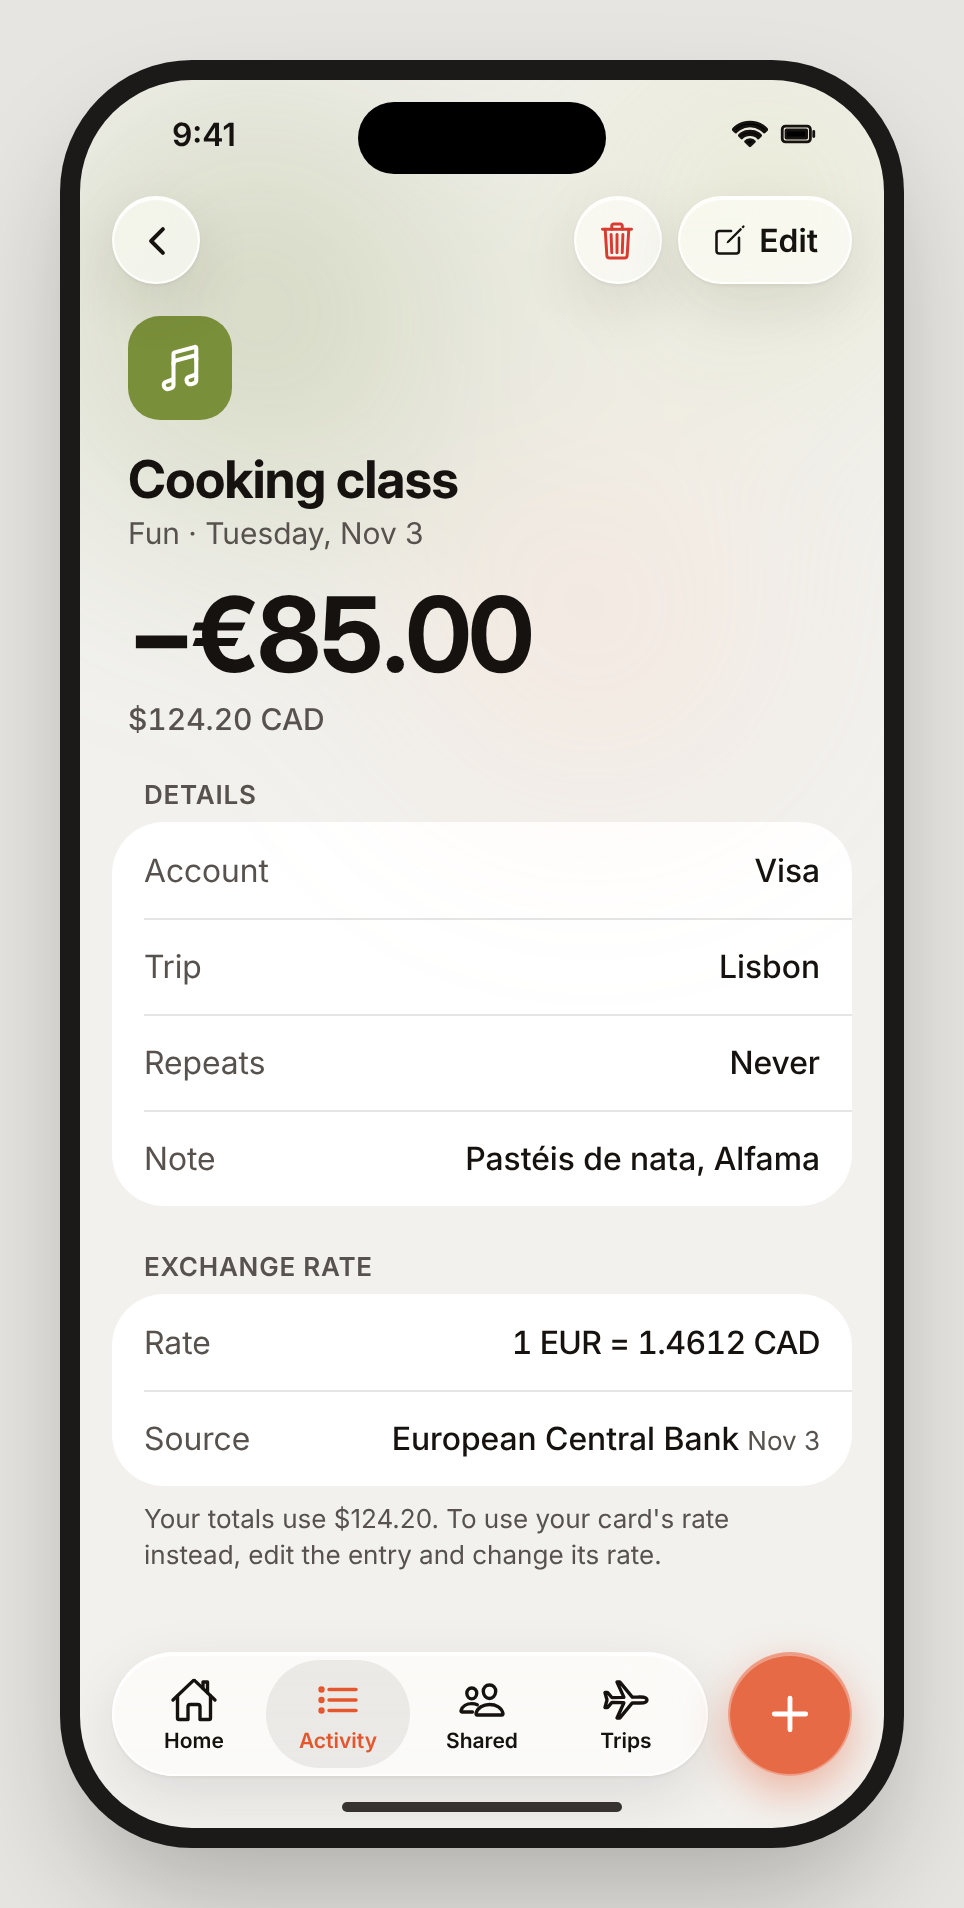 9:41
Edit
Cooking class
Fun · Tuesday, Nov 3
−€85.00
$124.20 CAD
DETAILS
Account Visa
Trip Lisbon
Repeats Never
Note Pastéis de nata, Alfama
EXCHANGE RATE
Rate 1 EUR = 1.4612 CAD
Source European Central Bank Nov 3
Your totals use $124.20. To use your card's rate
instead, edit the entry and change its rate.
Home Activity Shared Trips